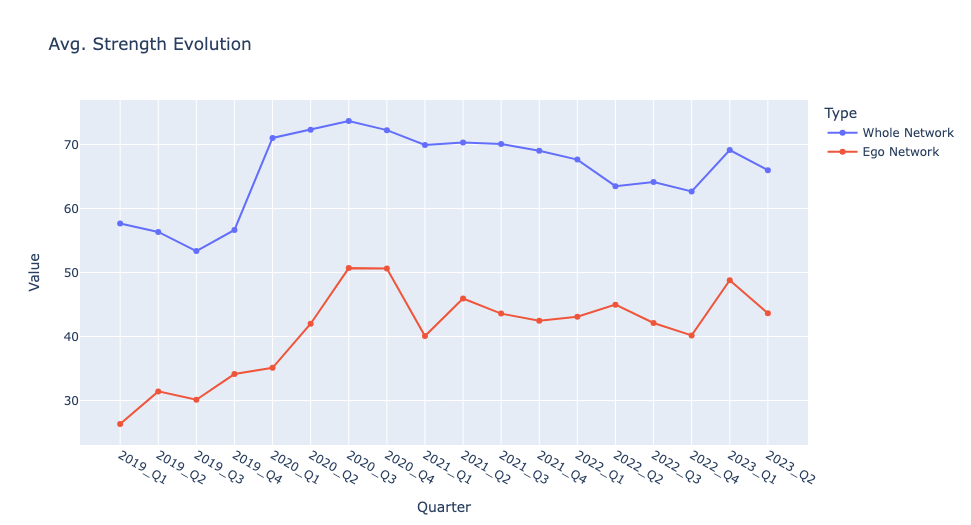 Avg. Strength Evolution
Type
Whole Network
Ego Network
Value
70
60
50
40
30
2019_Q1
2019_Q2
2019_Q3
2019_Q4
2020_Q1
2020_Q2
2020_Q3
2020_Q4
2021_Q1
2021_Q2
2021_Q3
2021_Q4
2022_Q1
2022_Q2
2022_Q3
2022_Q4
2023_Q1
2023_Q2
Quarter